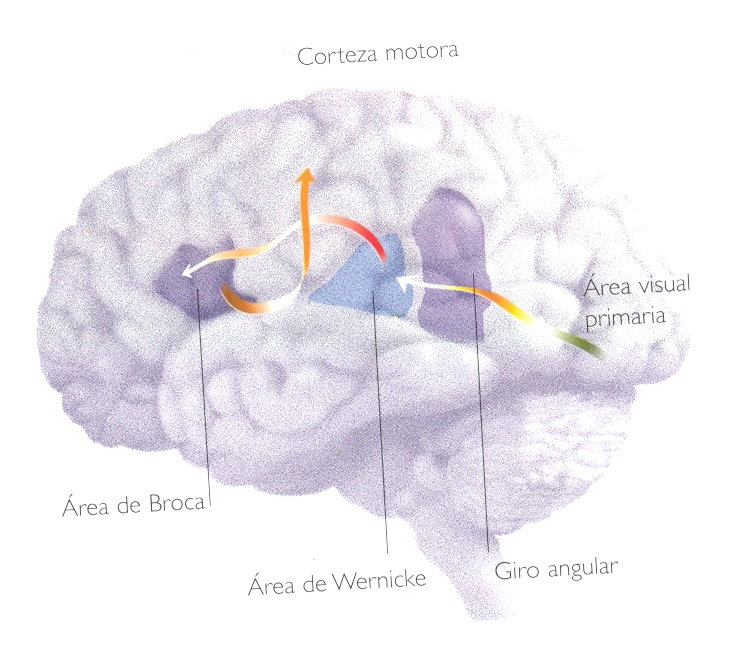 Corteza motora
Área visual
primaria
Área de Broca
Área de Wernicke
Giro angular